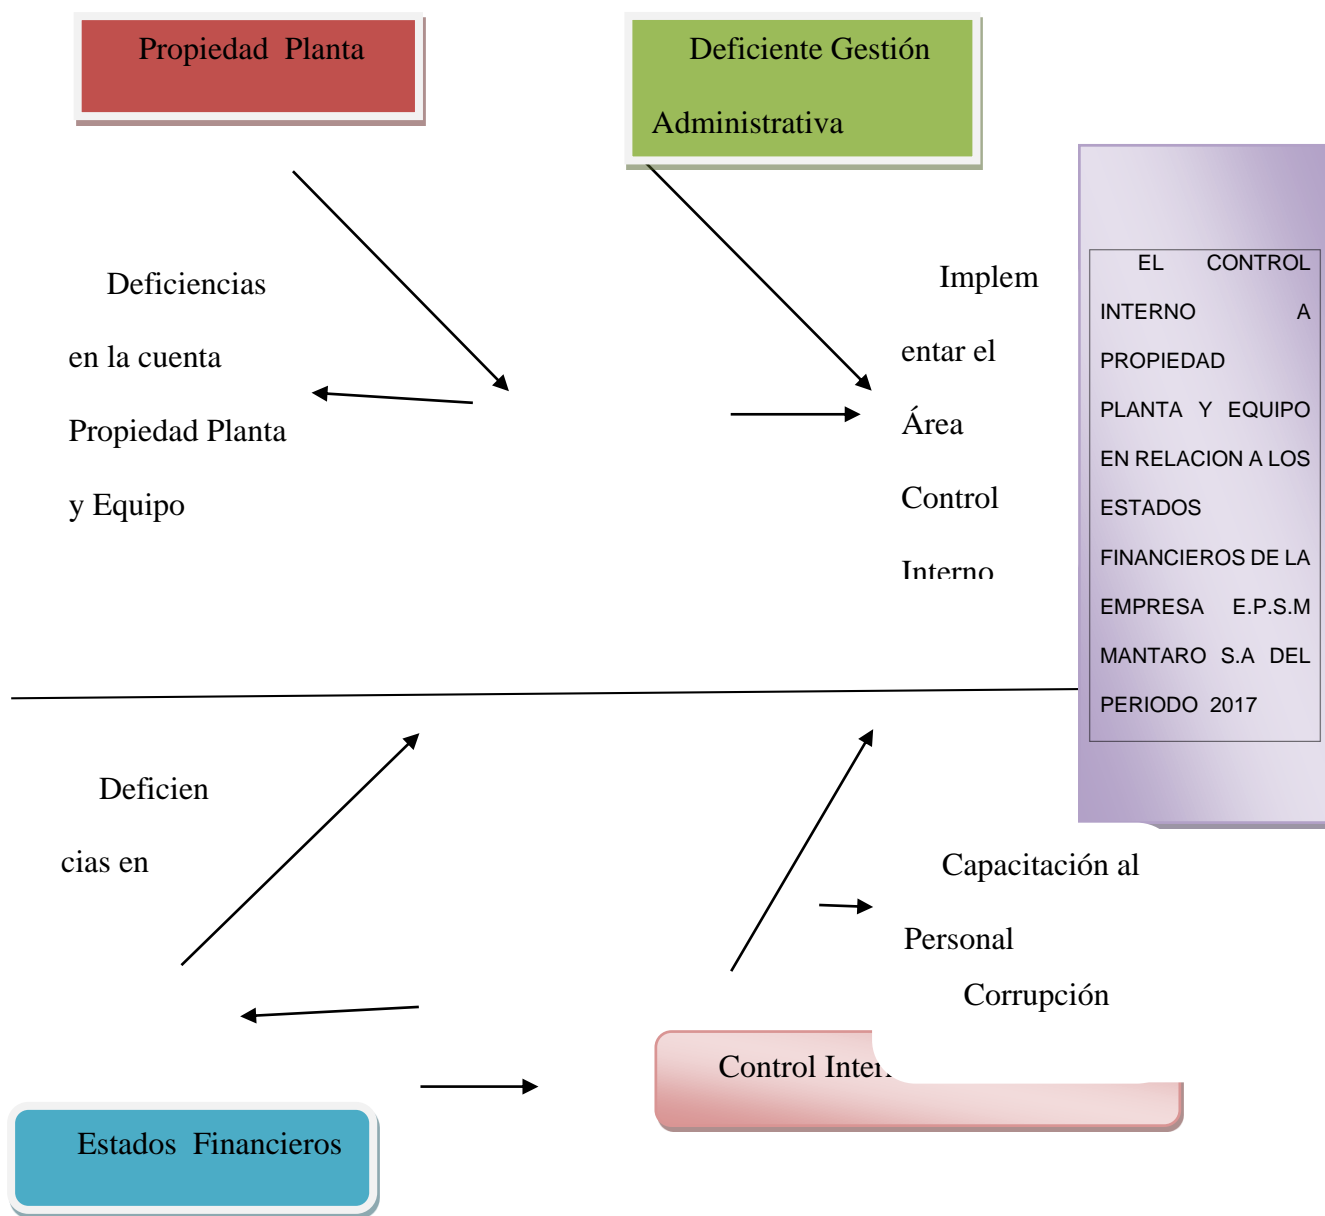 Propiedad Planta
Deficiente Gestión
Administrativa
Deficiencias
en la cuenta
Propiedad Planta
y Equipo
Implem
entar el
Área
Control
Interno
EL CONTROL
INTERNO A
PROPIEDAD
PLANTA Y EQUIPO
EN RELACION A LOS
ESTADOS
FINANCIEROS DE LA
EMPRESA E.P.S.M
MANTARO S.A DEL
PERIODO 2017
Deficien
cias en
Capacitación al
Personal
Corrupción
Control
Estados Financieros